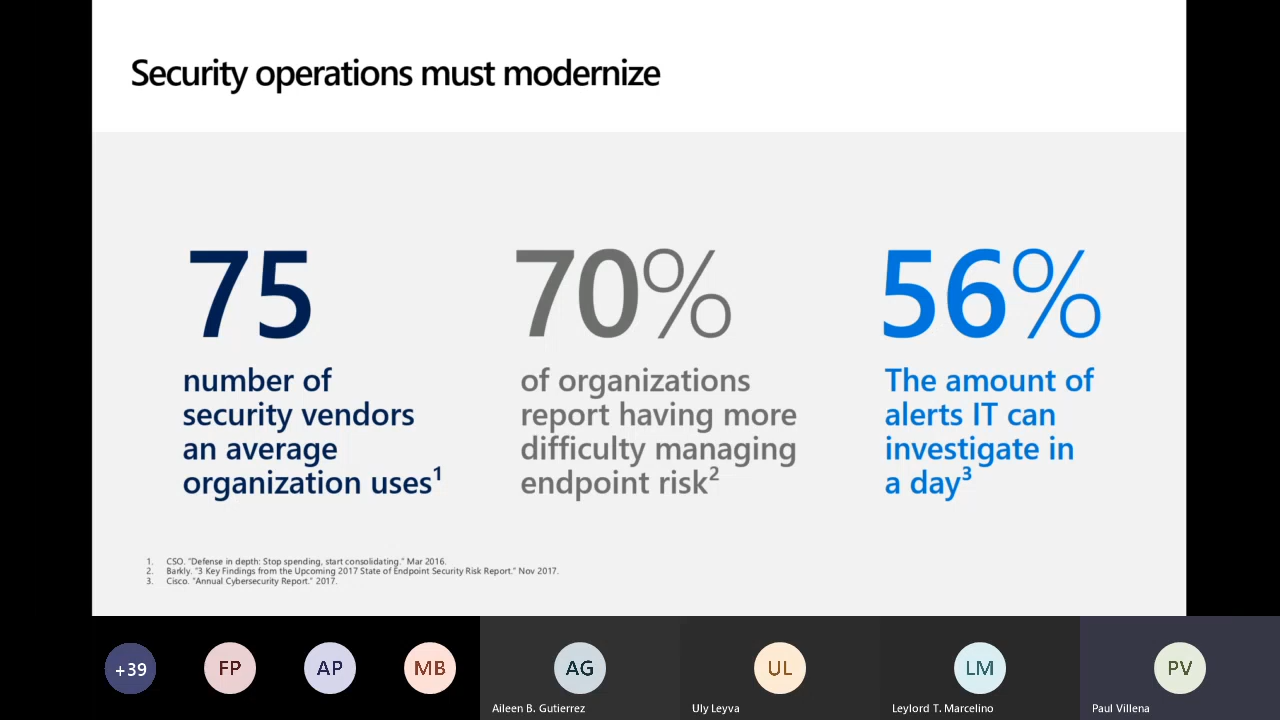 Security operations must modernize
75
number of
security vendors
an average
organization uses1
70%
of organizations
report having more
difficulty managing
endpoint risk2
56%
The amount of
alerts IT can
investigate in
a day3
1. CSO. "Defense in depth: Stop spending, start consolidating." Mar 2016.
2. Barkly. "3 Key Findings from the Upcoming 2017 State of Endpoint Security Risk Report." Nov 2017.
3. Cisco. "Annual Cybersecurity Report." 2017.
+39
FP
AP
MB
AG
Aileen B. Gutierrez
UL
Uly Leyva
LM
Leylord T. Marcelino
PV
Paul Villena